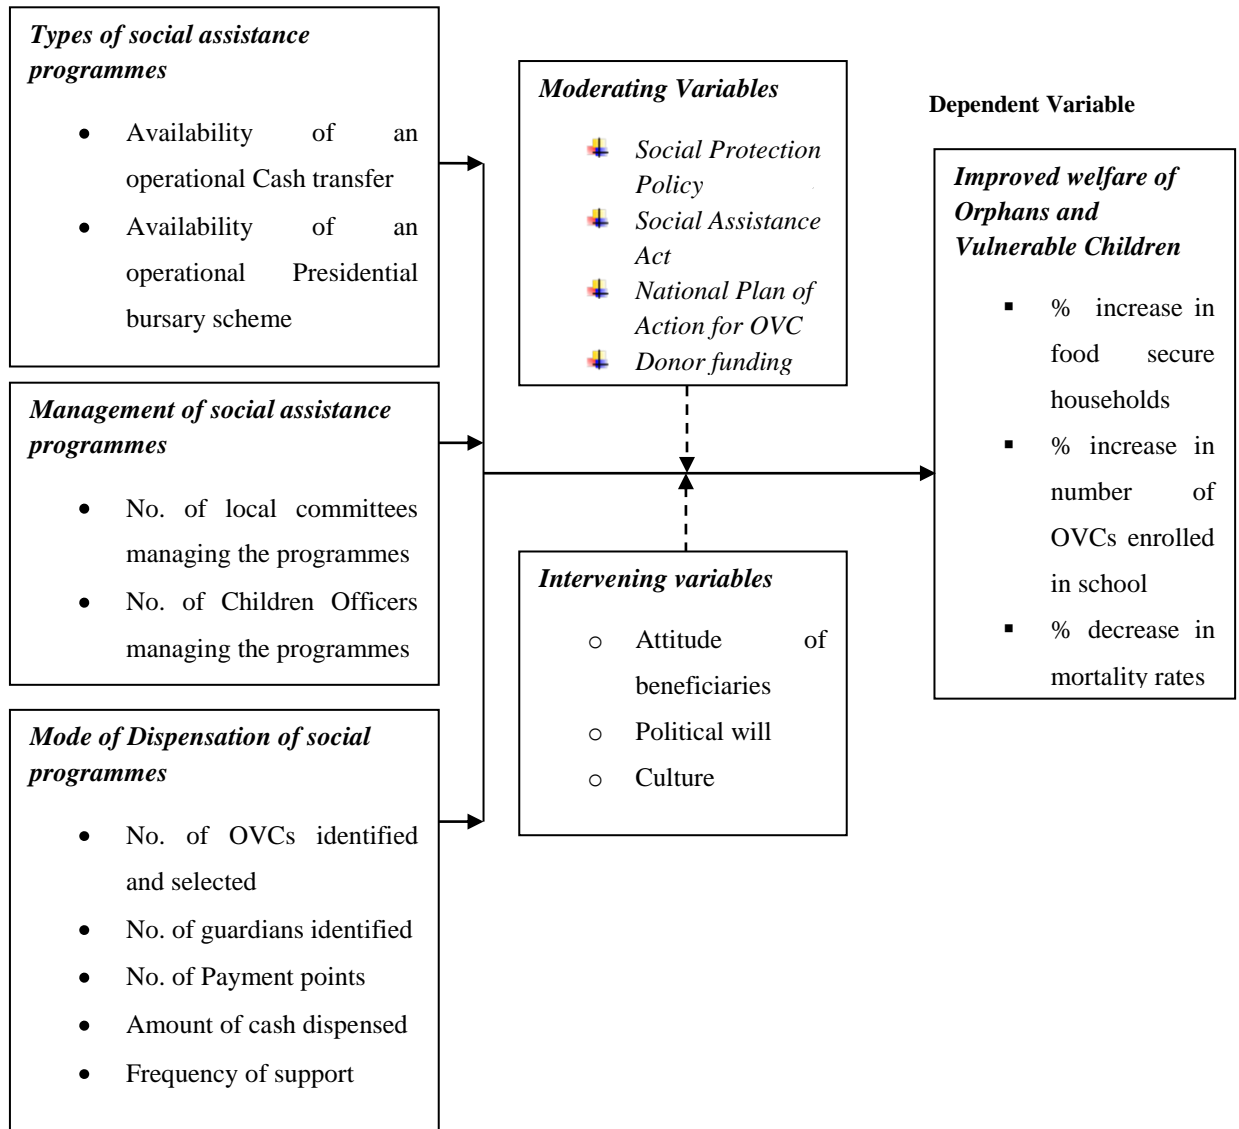 Types of social assistance
programmes
● Availability of an
operational Cash transfer
● Availability of an
operational Presidential
bursary scheme
Management of social assistance
programmes
● No. of local committees
managing the programmes
● No. of Children Officers
managing the programmes
Mode of Dispensation of social
programmes
● No. of OVCs identified
and selected
● No. of guardians identified
● No. of Payment points
● Amount of cash dispensed
● Frequency of support
Moderating Variables
Social Protection
Policy
Social Assistance
Act
National Plan of
Action for OVC
Donor funding
Intervening variables
o Attitude of
beneficiaries
o Political will
o Culture
Dependent Variable
Improved welfare of
Orphans and
Vulnerable Children
▪ % increase in
food secure
households
▪ % increase in
number of
OVCs enrolled
in school
▪ % decrease in
mortality rates